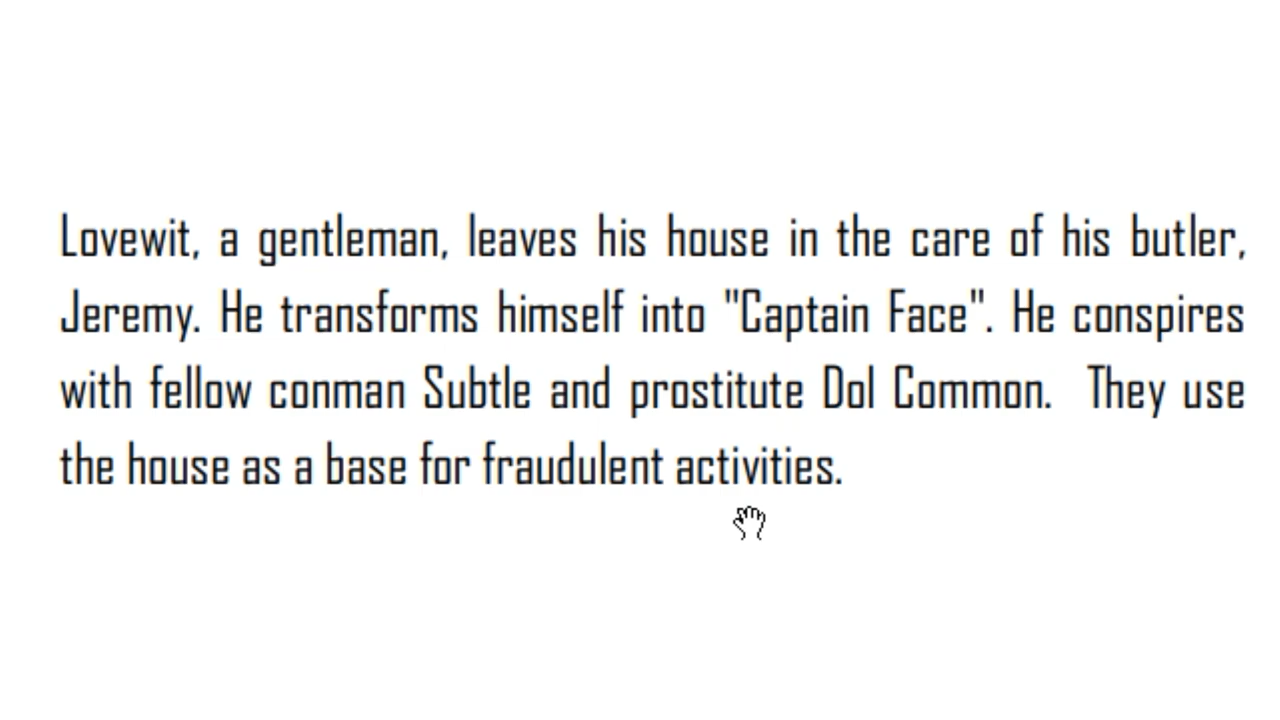 Lovewit, a gentleman, leaves his house in the care of his butler,
Jeremy. He transforms himself into "Captain Face". He conspires
with fellow conman Subtle and prostitute Dol Common.  They use
the house as a base for fraudulent activities.